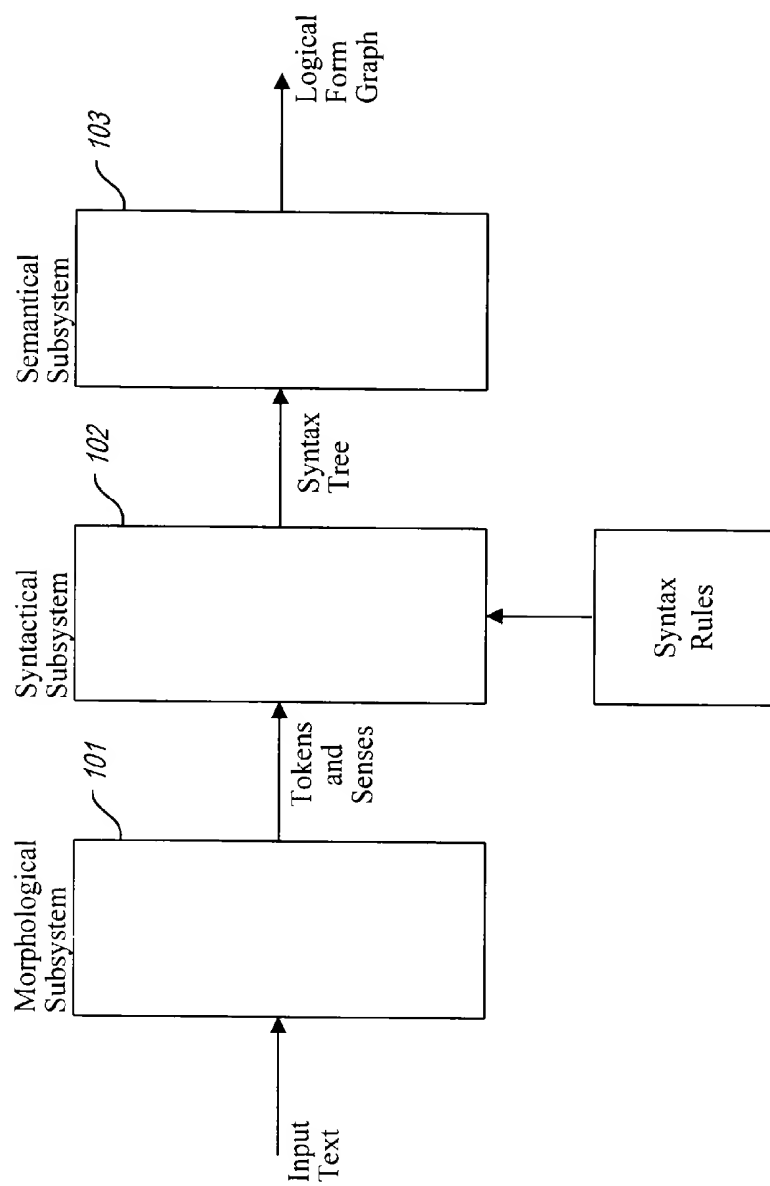 Morphological
Subsystem
101
Syntactical
Subsystem
102
Semantical
Subsystem
103
Input
Text
Tokens
and
Senses
Syntax
Tree
Logical
Form
Graph
Syntax
Rules